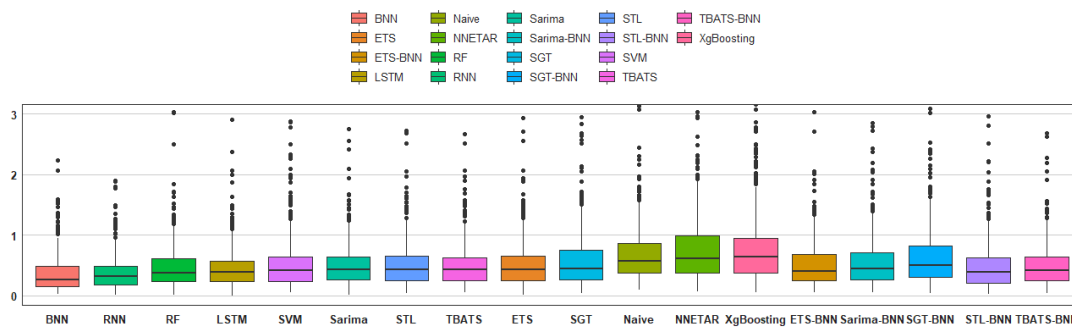 BNN Naive Sarima STL TBATS-BNN
ETS NNETAR Sarima-BNN STL-BNN XgBoosting
ETS-BNN RF SGT SVM
LSTM RNN SGT-BNN TBATS
3
2
1
0
BNN RNN RF LSTM SVM Sarima STL TBATS ETS SGT Naive NNETAR XgBoosting ETS-BNN Sarima-BNN SGT-BNN STL-BNN TBATS-BNN